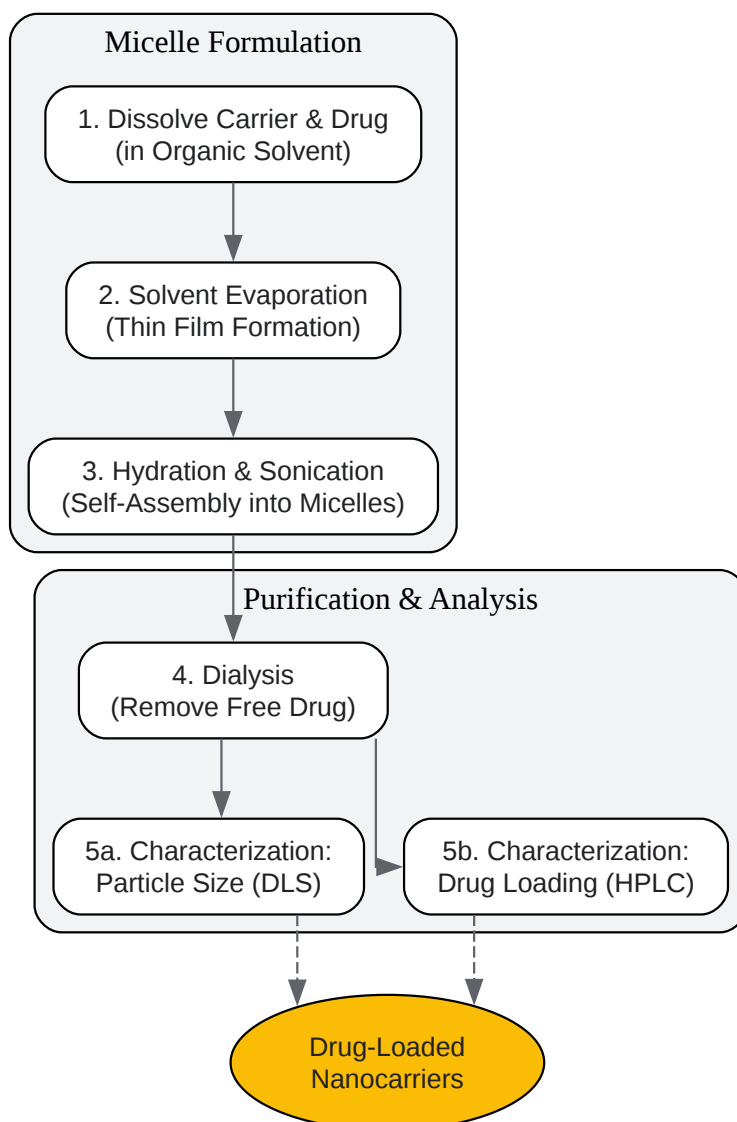 Micelle Formulation
1. Dissolve Carrier & Drug
(in Organic Solvent)
2. Solvent Evaporation
(Thin Film Formation)
3. Hydration & Sonication
(Self-Assembly into Micelles)
Purification & Analysis
4. Dialysis
(Remove Free Drug)
5a. Characterization:
Particle Size (DLS)
5b. Characterization:
Drug Loading (HPLC)
Drug-Loaded
Nanocarriers